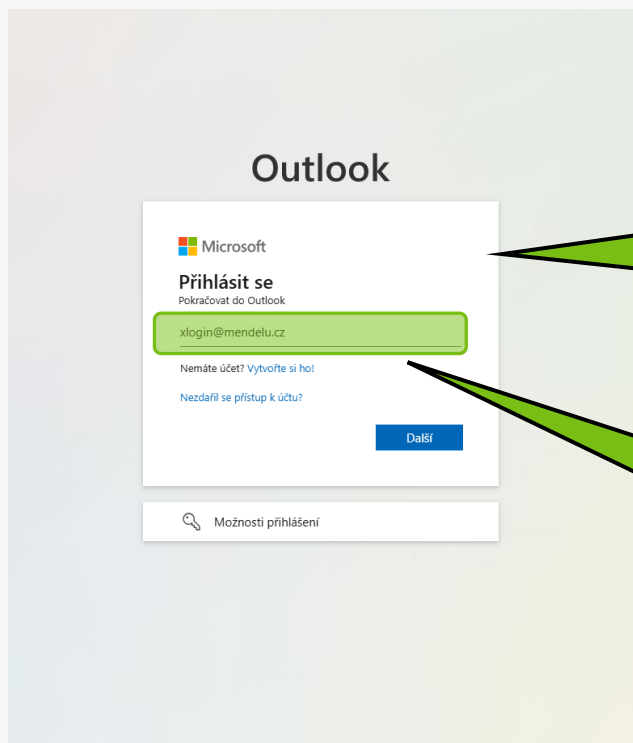 Outlook
Microsoft
Přihlásit se
Pokračovat do Outlook
xlogin@mendelu.cz
Nemáte účet? Vytvořte si ho!
Nezdařil se přístup k účtu?
Další
Možnosti přihlášení